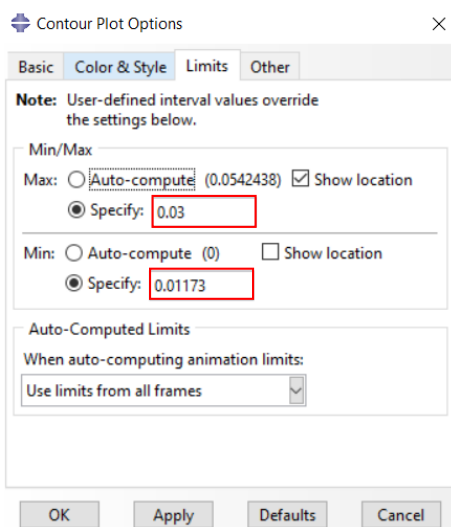 Contour Plot Options
Basic Color & Style Limits Other
Note: User-defined interval values override
the settings below.
Min/Max
Max: Auto-compute (0.0542438) Show location
Specify: 0.03
Min: Auto-compute (0) Show location
Specify: 0.01173
Auto-Computed Limits
When auto-computing animation limits:
Use limits from all frames
OK Apply Defaults Cancel